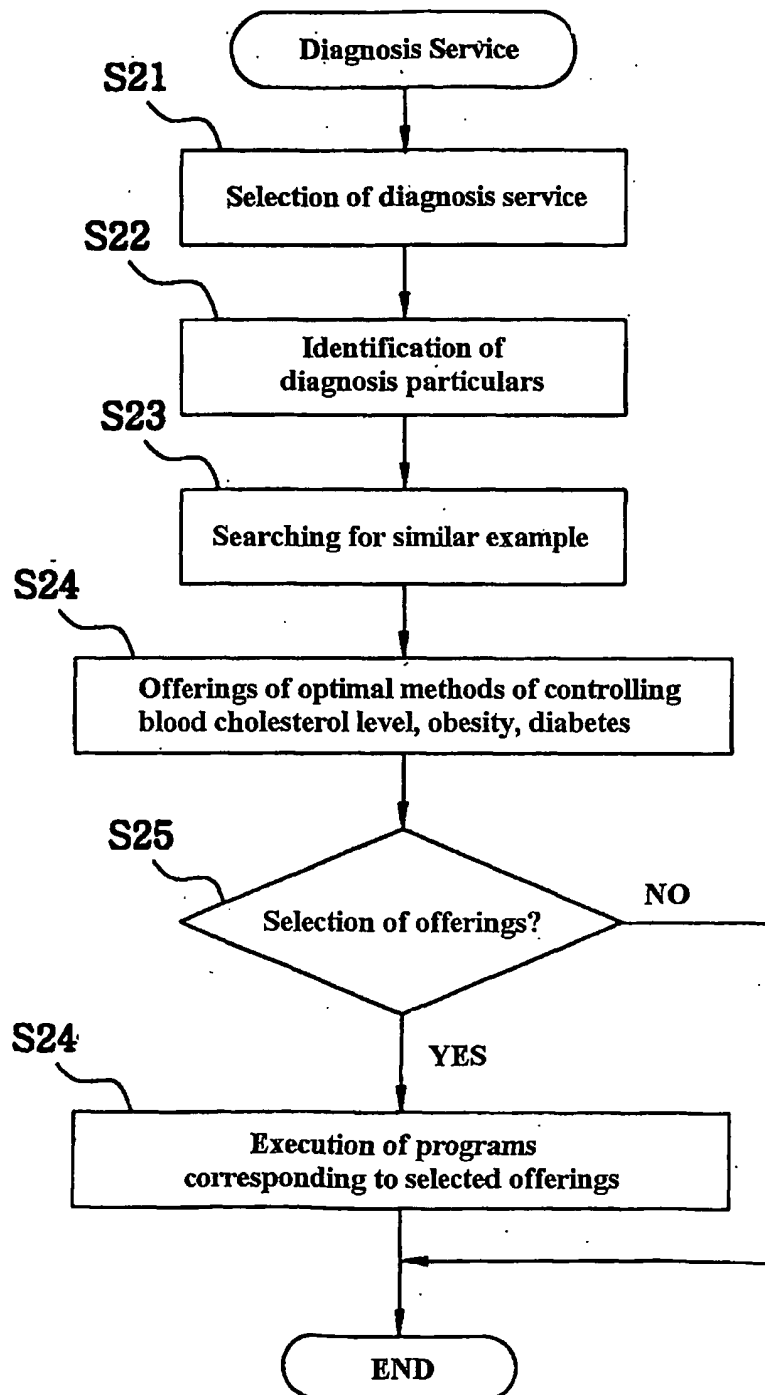 Diagnosis Service
S21
Selection of diagnosis service
S22
Identification of
diagnosis particulars
S23
Searching for similar example
S24
Offerings of optimal methods of controlling
blood cholesterol level, obesity, diabetes
S25
Selection of offerings?
NO
YES
S24
Execution of programs
corresponding to selected offerings
END